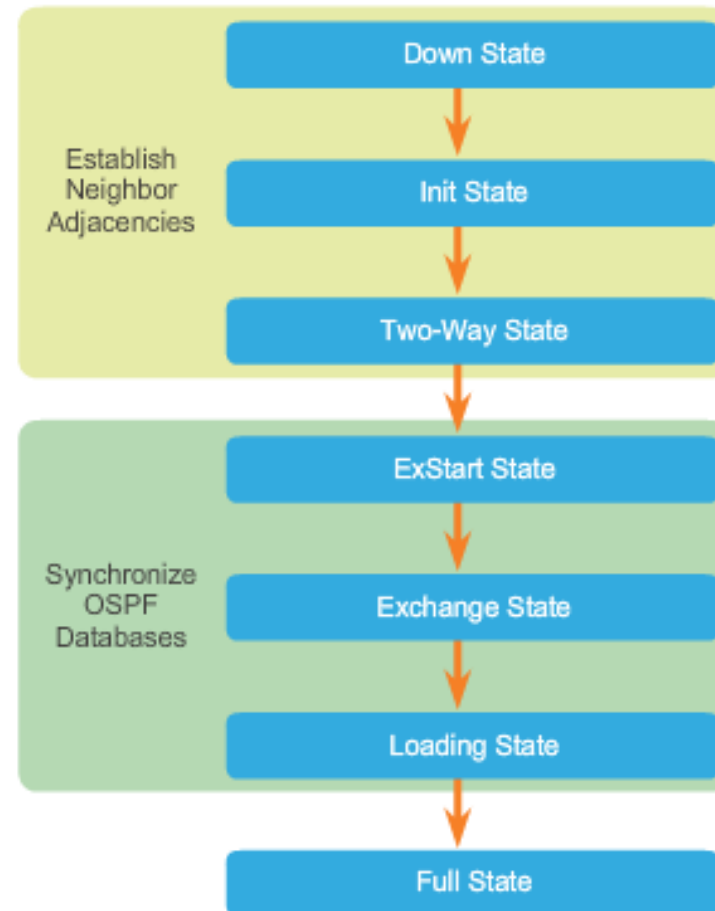 Down State
Establish
Neighbor
Adjacencies
Init State
Two-Way State
ExStart State
Synchronize
OSPF
Databases
Exchange State
Loading State
Full State